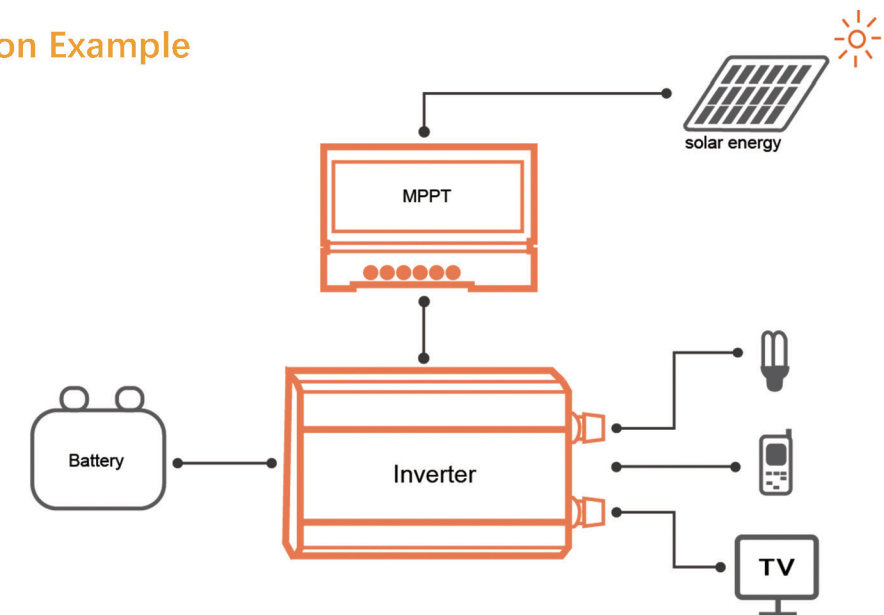 on Example
solar energy
MPPT
Battery
Inverter
TV